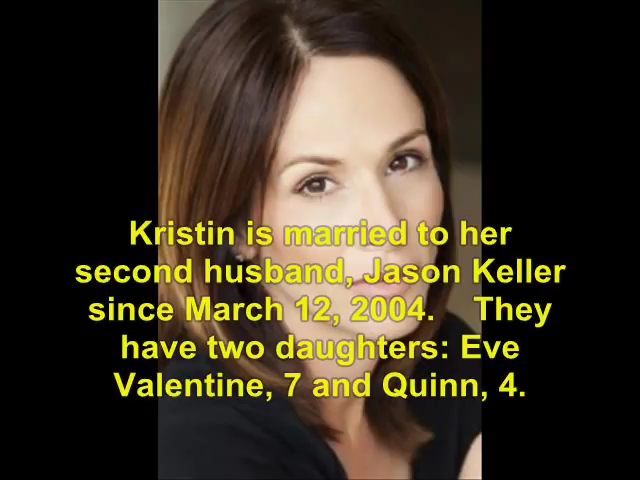 Kristin is married to her
second husband, Jason Keller
since March 12, 2004. They
have two daughters: Eve
Valentine, 7 and Quinn, 4.